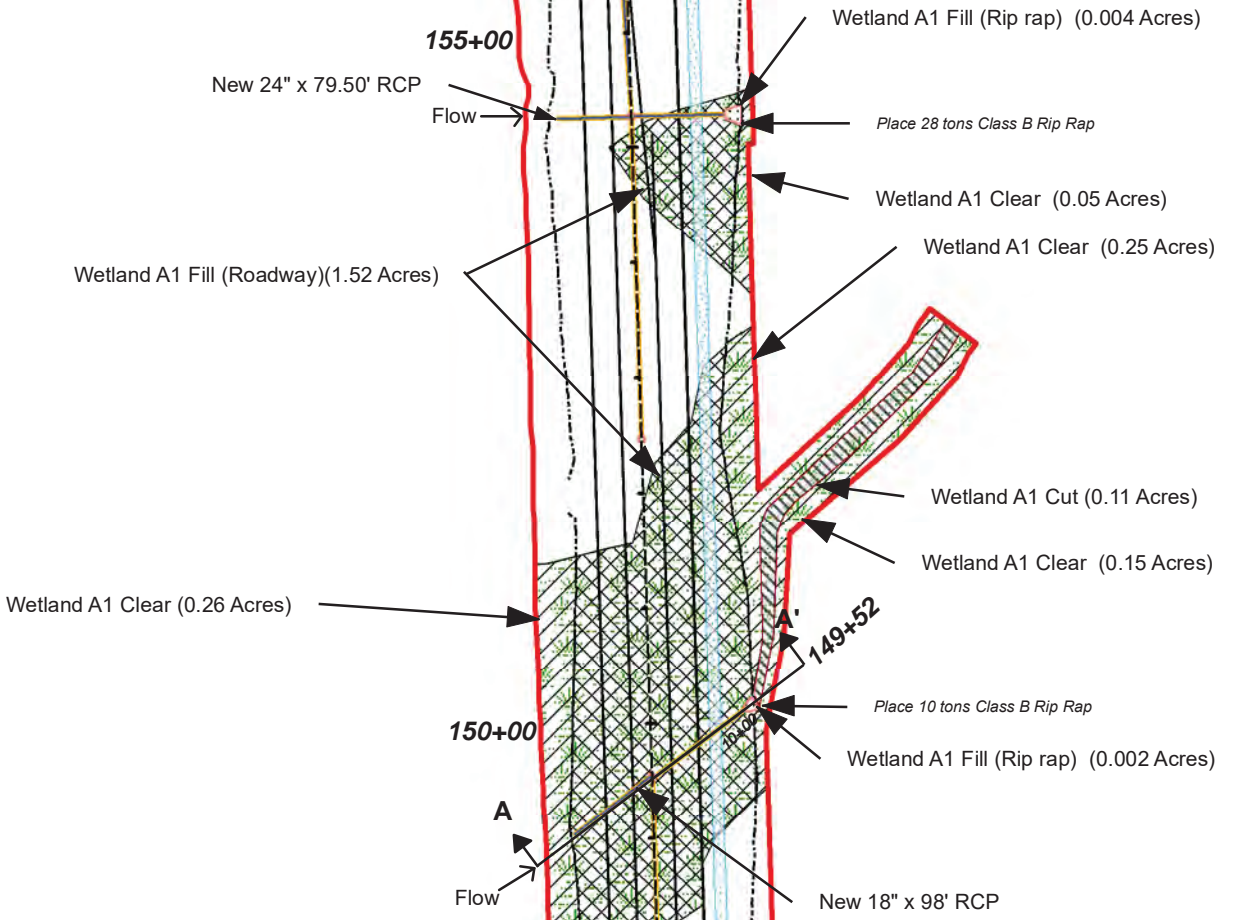 Wetland A1 Fill (Rip rap) (0.004 Acres)
155+00
New 24" x 79.50' RCP
Flow
Place 28 tons Class B Rip Rap
Wetland A1 Clear (0.05 Acres)
Wetland A1 Clear (0.25 Acres)
Wetland A1 Fill (Roadway)(1.52 Acres)
Wetland A1 Cut (0.11 Acres)
Wetland A1 Clear (0.15 Acres)
Wetland A1 Clear (0.26 Acres)
A'
149+52
Place 10 tons Class B Rip Rap
10+00
150+00
Wetland A1 Fill (Rip rap) (0.002 Acres)
A
Flow
New 18" x 98' RCP